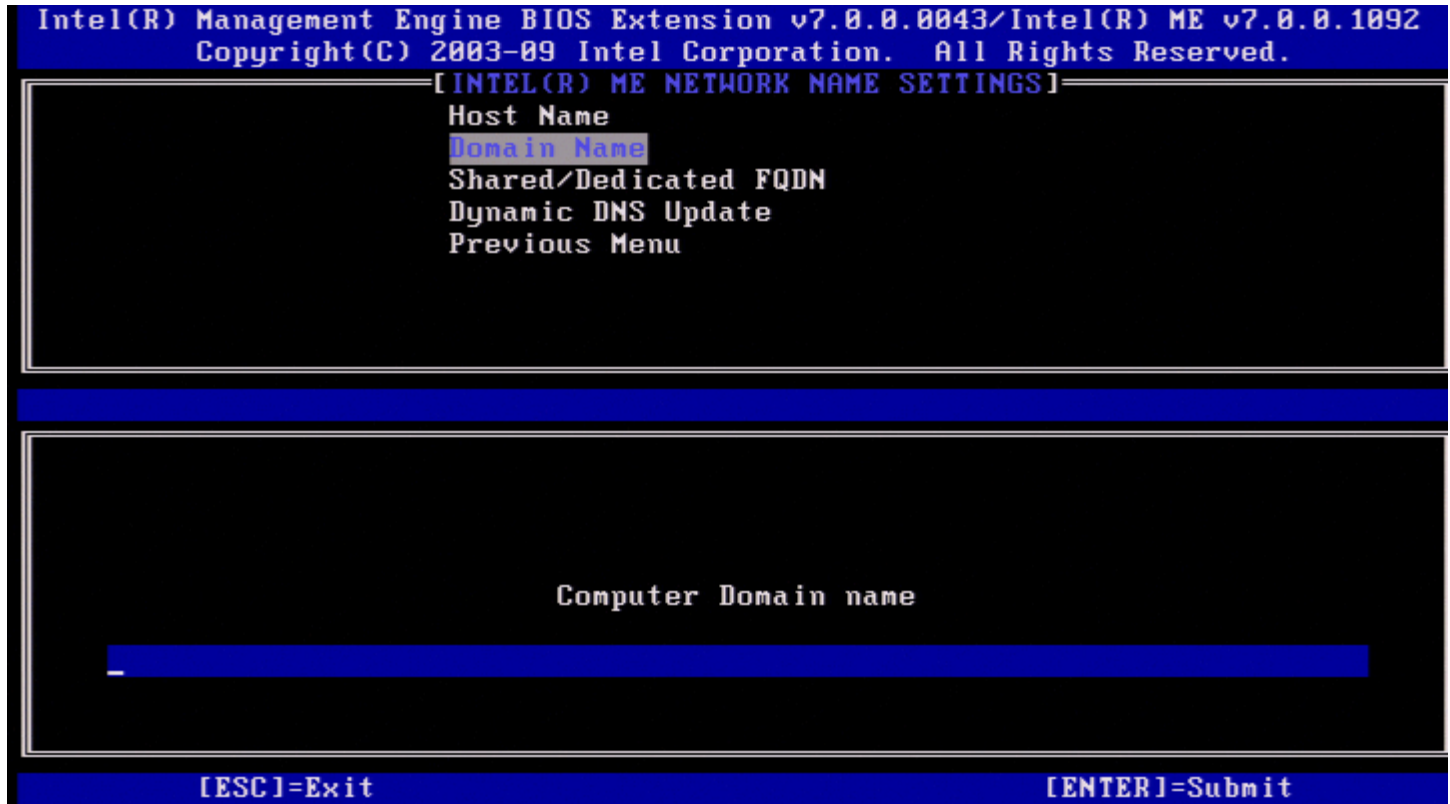 Intel(R) Management Engine BIOS Extension v7.0.0.0043/Intel(R) ME v7.0.0.1092
Copyright(C) 2003-09 Intel Corporation. All Rights Reserved.
[INTEL(R) ME NETWORK NAME SETTINGS]
Host Name
Domain Name
Shared/Dedicated FQDN
Dynamic DNS Update
Previous Menu
Computer Domain name
_
[ESC]=Exit [ENTER]=Submit